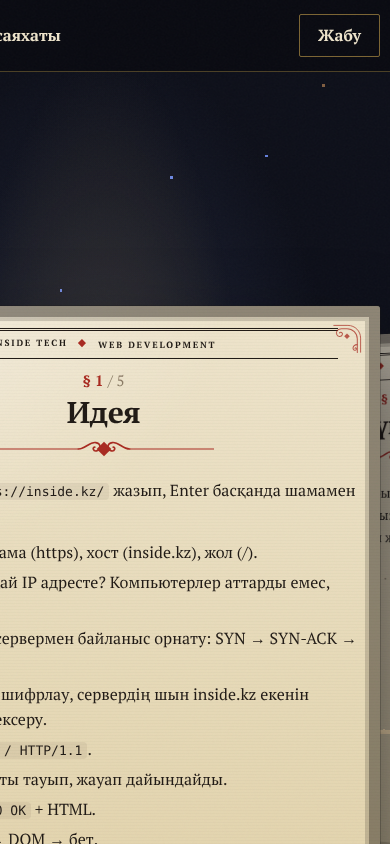 саяхаты
Жабу
NSIDE TECH ◆ WEB DEVELOPMENT
§ 1 / 5
Идея
s://inside.kz/ жазып, Enter басқанда шамамен
ама (https), хост (inside.kz), жол (/).
ай IP адресте? Компьютерлер аттарды емес,
сервермен байланыс орнату: SYN → SYN-ACK →
шифрлау, сервердің шын inside.kz екенін
ексеру.
/ HTTP/1.1 .
ты тауып, жауап дайындайды.
0 OK + HTML.
→ DOM → бет.